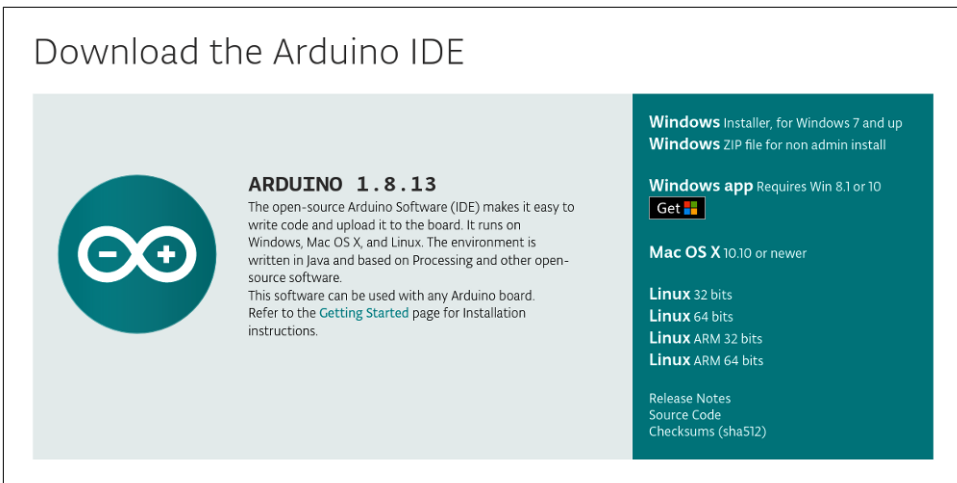 Download the Arduino IDE
ARDUINO 1.8.13
The open-source Arduino Software (IDE) makes it easy to
write code and upload it to the board. It runs on
Windows, Mac OS X, and Linux. The environment is
written in Java and based on Processing and other open-
source software.
This software can be used with any Arduino board.
Refer to the Getting Started page for Installation
instructions.
Windows Installer, for Windows 7 and up
Windows ZIP file for non admin install
Windows app Requires Win 8.1 or 10
Get
Mac OS X 10.10 or newer
Linux 32 bits
Linux 64 bits
Linux ARM 32 bits
Linux ARM 64 bits
Release Notes
Source Code
Checksums (sha512)